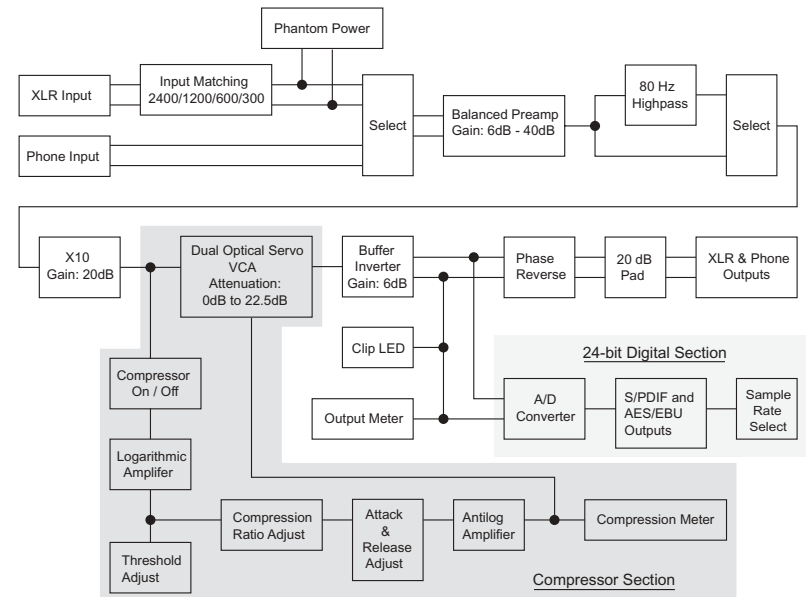 Phantom Power
XLR Input
Input Matching
2400/1200/600/300
Phone Input
Select
Balanced Preamp
Gain: 6dB - 40dB
80 Hz
Highpass
Select
X10
Gain: 20dB
Dual Optical Servo
VCA
Attenuation:
0dB to 22.5dB
Buffer
Inverter
Gain: 6dB
Phase
Reverse
20 dB
Pad
XLR & Phone
Outputs
Clip LED
Output Meter
24-bit Digital Section
A/D
Converter
S/PDIF and
AES/EBU
Outputs
Sample
Rate
Select
Compressor
On / Off
Logarithmic
Amplifer
Threshold
Adjust
Compression
Ratio Adjust
Attack
&
Release
Adjust
Antilog
Amplifier
Compression Meter
Compressor Section